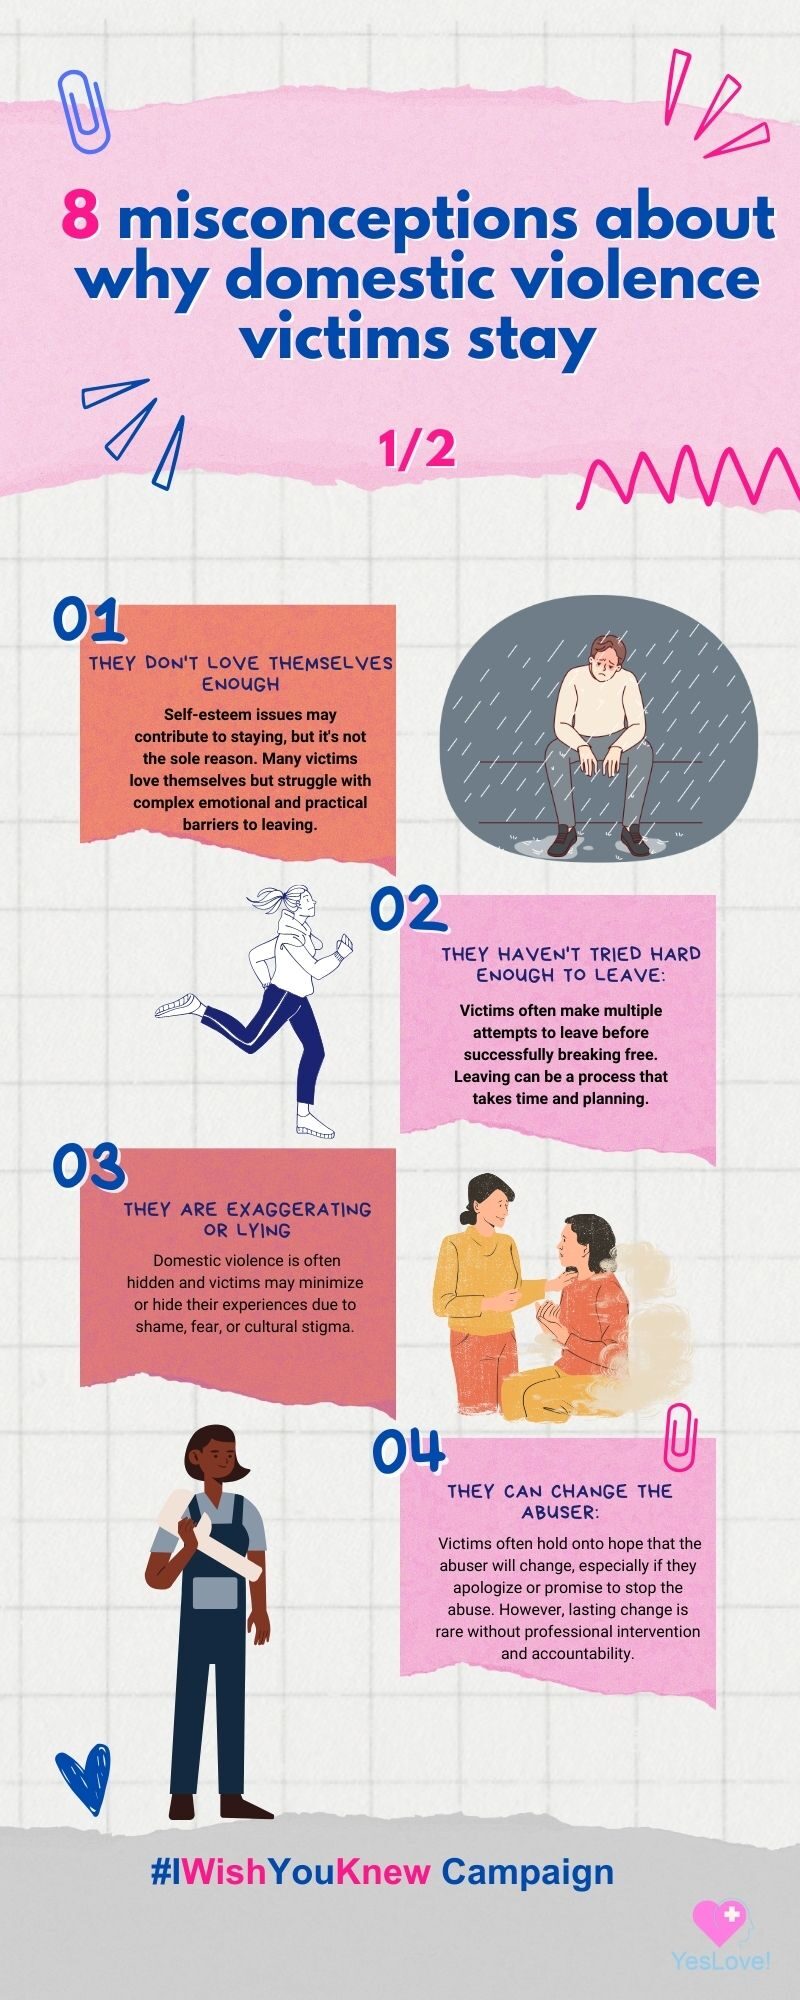 8 misconceptions about
why domestic violence
victims stay
1/2
01
THEY DON'T LOVE THEMSELVES
ENOUGH
Self-esteem issues may
contribute to staying, but it's not
the sole reason. Many victims
love themselves but struggle with
complex emotional and practical
barriers to leaving.
02
THEY HAVEN'T TRIED HARD
ENOUGH TO LEAVE:
Victims often make multiple
attempts to leave before
successfully breaking free.
Leaving can be a process that
takes time and planning.
03
THEY ARE EXAGGERATING
OR LYING
Domestic violence is often
hidden and victims may minimize
or hide their experiences due to
shame, fear, or cultural stigma.
04
THEY CAN CHANGE THE
ABUSER:
Victims often hold onto hope that the
abuser will change, especially if they
apologize or promise to stop the
abuse. However, lasting change is
rare without professional intervention
and accountability.
#IWishYouKnew Campaign
YesLove!